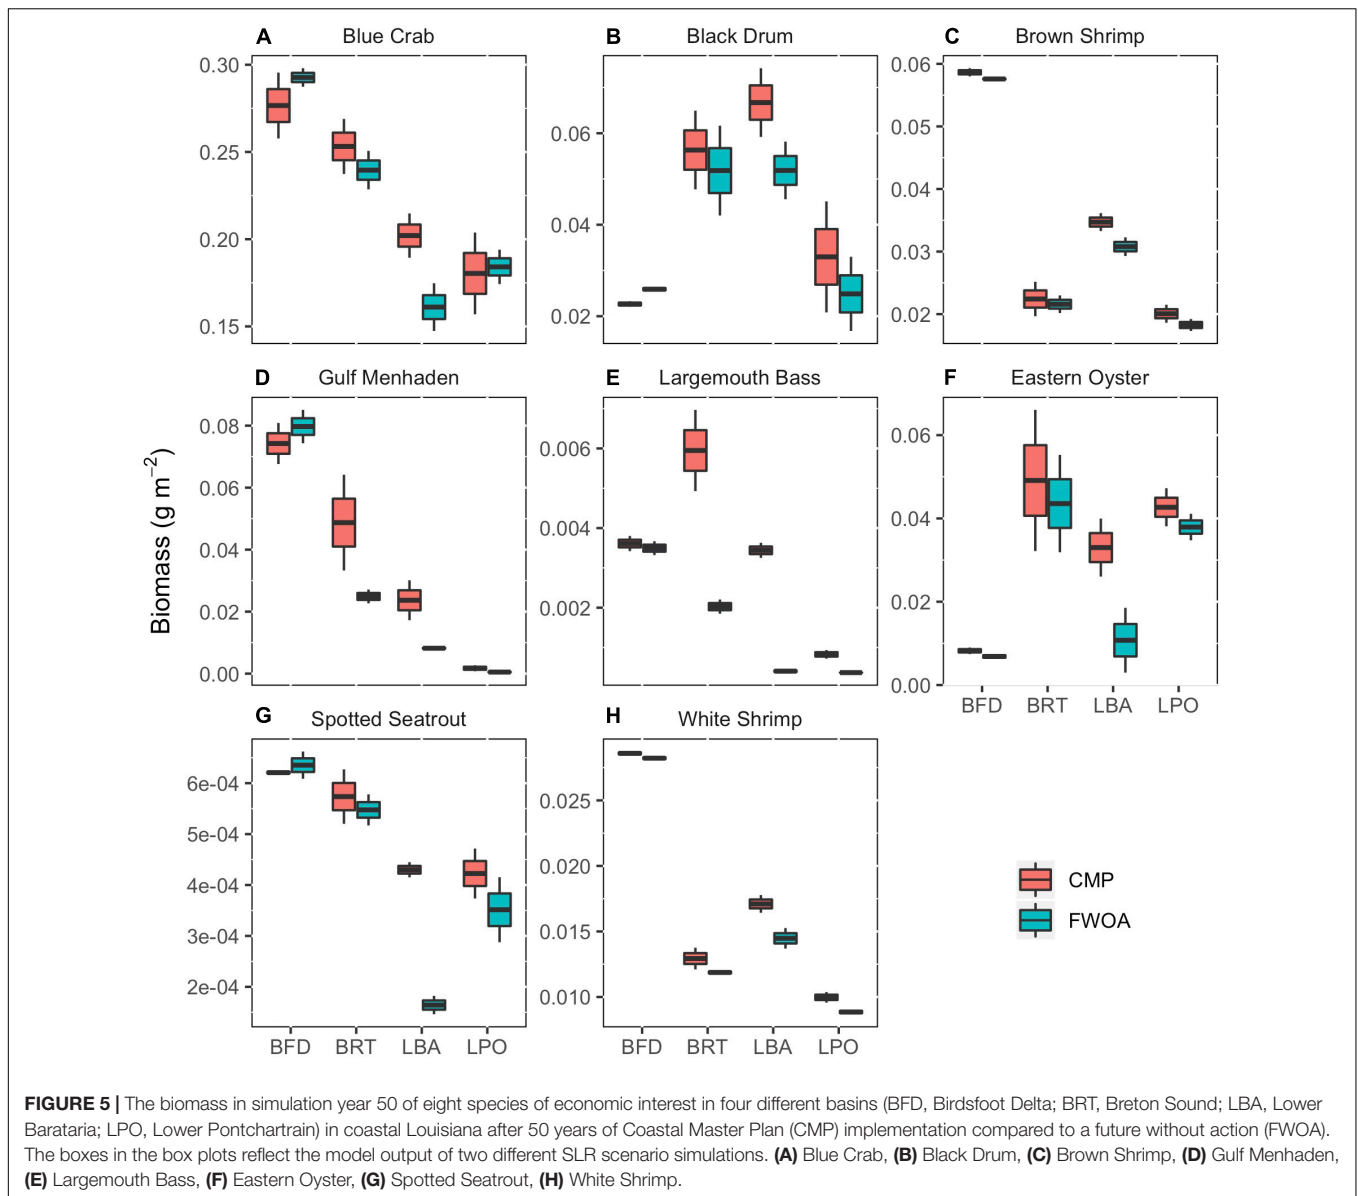 A Blue Crab
B Black Drum
C Brown Shrimp
0.30
0.25
0.20
0.15
0.06
0.04
0.02
0.06
0.05
0.04
0.03
0.02
D Gulf Menhaden
E Largemouth Bass
F Eastern Oyster
Biomass (g m⁻²)
0.08
0.06
0.04
0.02
0.00
0.006
0.004
0.002
0.06
0.04
0.02
0.00
BFD BRT LBA LPO
G Spotted Seatrout
H White Shrimp
6e-04
5e-04
4e-04
3e-04
2e-04
BFD BRT LBA LPO
0.025
0.020
0.015
0.010
BFD BRT LBA LPO
CMP
FWOA
FIGURE 5 | The biomass in simulation year 50 of eight species of economic interest in four different basins (BFD, Birdsfoot Delta; BRT, Breton Sound; LBA, Lower
Barataria; LPO, Lower Pontchartrain) in coastal Louisiana after 50 years of Coastal Master Plan (CMP) implementation compared to a future without action (FWOA).
The boxes in the box plots reflect the model output of two different SLR scenario simulations. (A) Blue Crab, (B) Black Drum, (C) Brown Shrimp, (D) Gulf Menhaden,
(E) Largemouth Bass, (F) Eastern Oyster, (G) Spotted Seatrout, (H) White Shrimp.